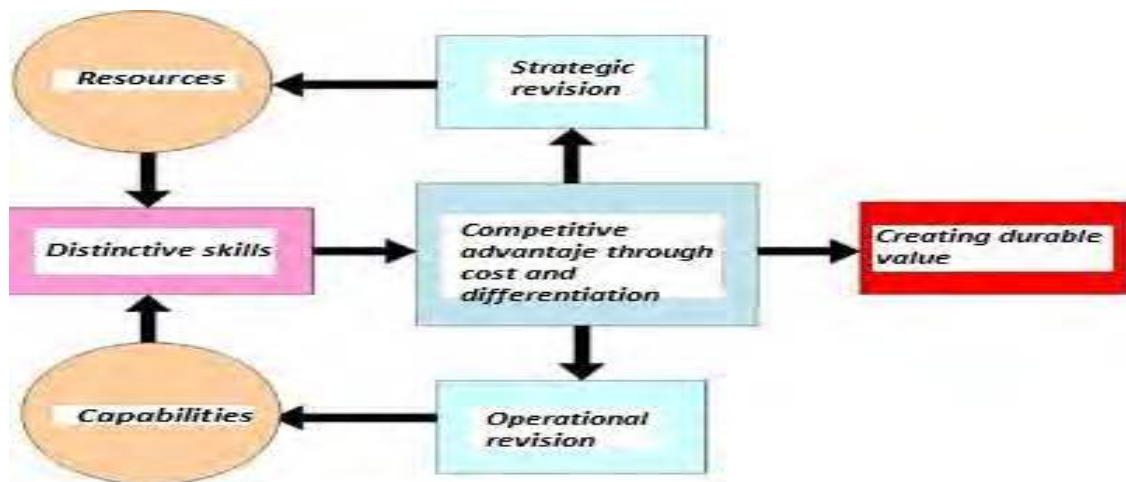 Resources
Strategic
revision
Distinctive skills
Competitive
advantaje through
cost and
differentiation
Creating durable
value
Capabilities
Operational
revision